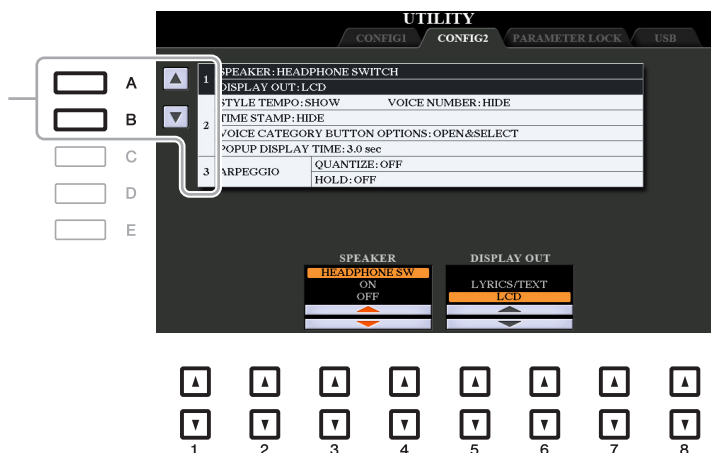 UTILITY
CONFIG1 CONFIG2 PARAMETER LOCK USB
A
B
C
D
E
1 SPEAKER: HEADPHONE SWITCH
DISPLAY OUT: LCD
2 STYLE TEMPO: SHOW VOICE NUMBER: HIDE
TIME STAMP: HIDE
VOICE CATEGORY BUTTON OPTIONS: OPEN&SELECT
POPUP DISPLAY TIME: 3.0 sec
3 ARPEGGIO QUANTIZE: OFF
HOLD: OFF
SPEAKER
HEADPHONE SW
ON
OFF
DISPLAY OUT
LYRICS/TEXT
LCD
1 2 3 4 5 6 7 8